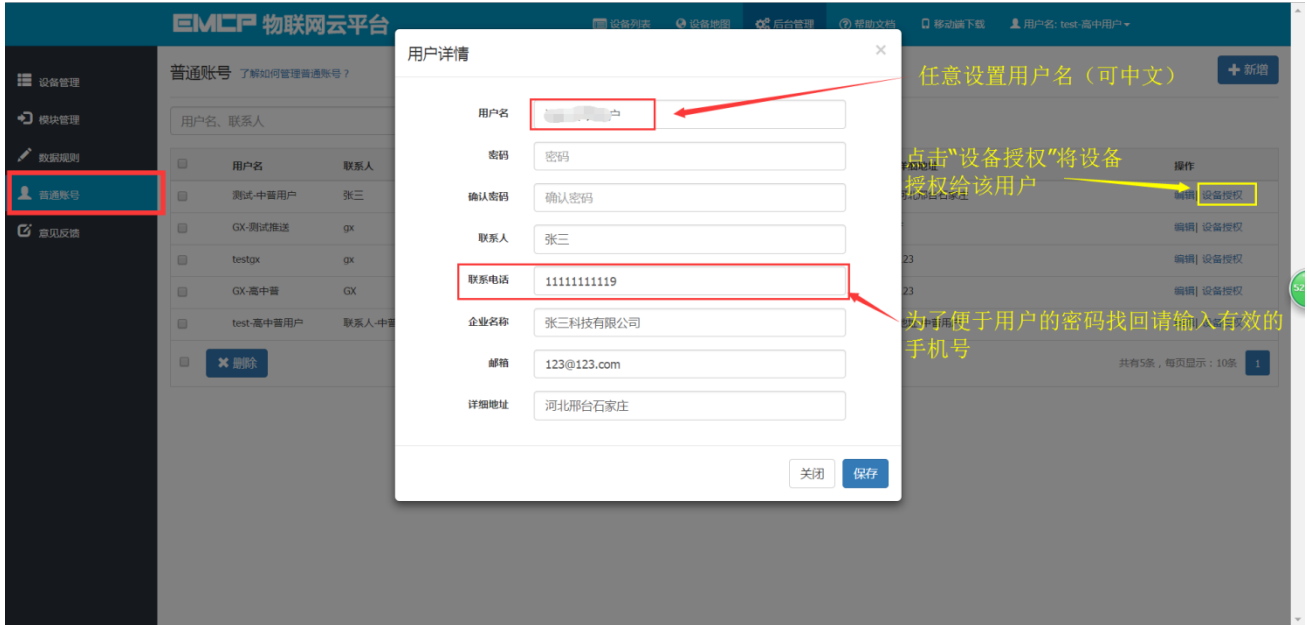 EMCP 物联网云平台
设备列表 设备地图 后台管理 帮助文档 移动端下载 用户名: test-高中用户
设备管理
模块管理
数据规则
普通账号
意见反馈
普通账号 了解如何管理普通账号？
新增
用户名、联系人
用户名 联系人 操作
测试-中普用户 张三 编辑| 设备授权
GX-测试推送 gx 编辑| 设备授权
testgx gx 23 编辑| 设备授权
GX-高中普 GX 23 编辑| 设备授权
test-高中普用户 联系人-中普
删除
共有5条，每页显示：10条 1
用户详情
×
用户名 户
密码 密码
确认密码 确认密码
联系人 张三
联系电话 11111111119
企业名称 张三科技有限公司
邮箱 123@123.com
详细地址 河北邢台石家庄
关闭 保存
任意设置用户名（可中文）
点击“设备授权”将设备
授权给该用户
为了便于用户的密码找回请输入有效的
手机号
52